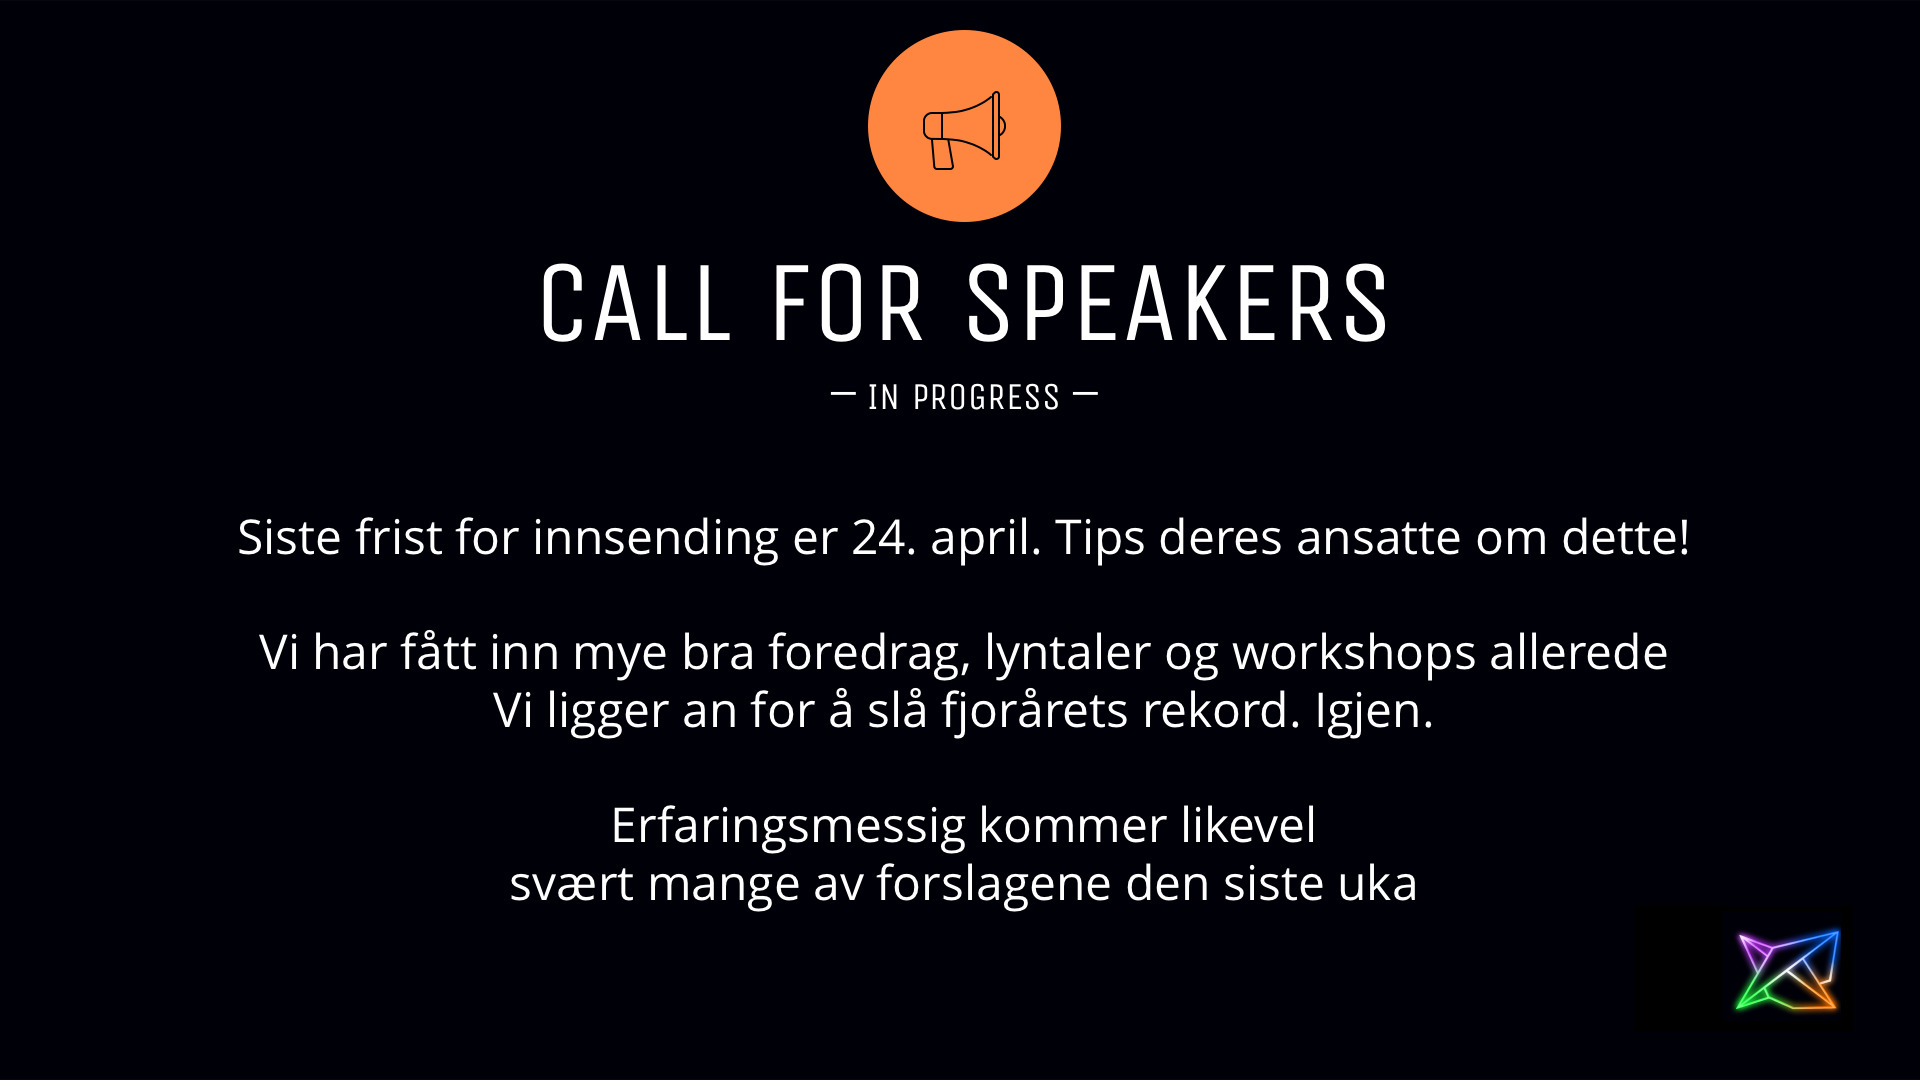 CALL FOR SPEAKERS
— IN PROGRESS —
Siste frist for innsending er 24. april. Tips deres ansatte om dette!
Vi har fått inn mye bra foredrag, lyntaler og workshops allerede
Vi ligger an for å slå fjorårets rekord. Igjen.
Erfaringsmessig kommer likevel
svært mange av forslagene den siste uka